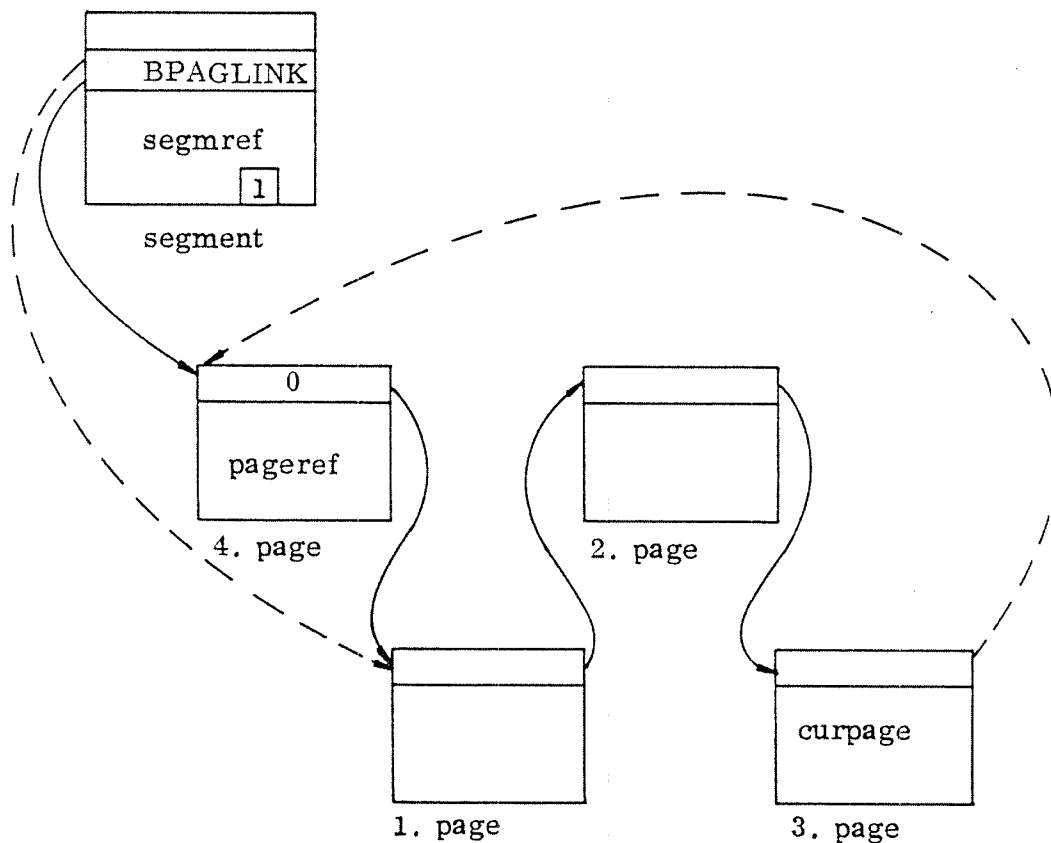 BPAGLINK
segmref
1
segment
0
pageref
4. page
2. page
curpage
1. page
3. page